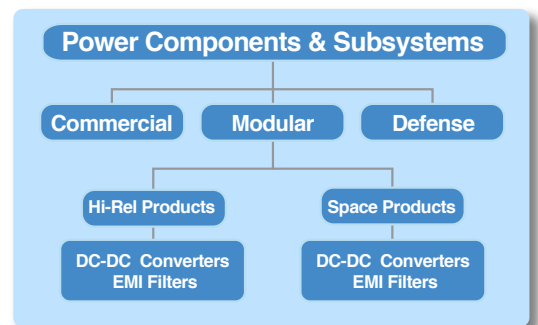 Power Components & Subsystems
Commercial
Modular
Defense
Hi-Rel Products
Space Products
DC-DC Converters
EMI Filters
DC-DC Converters
EMI Filters